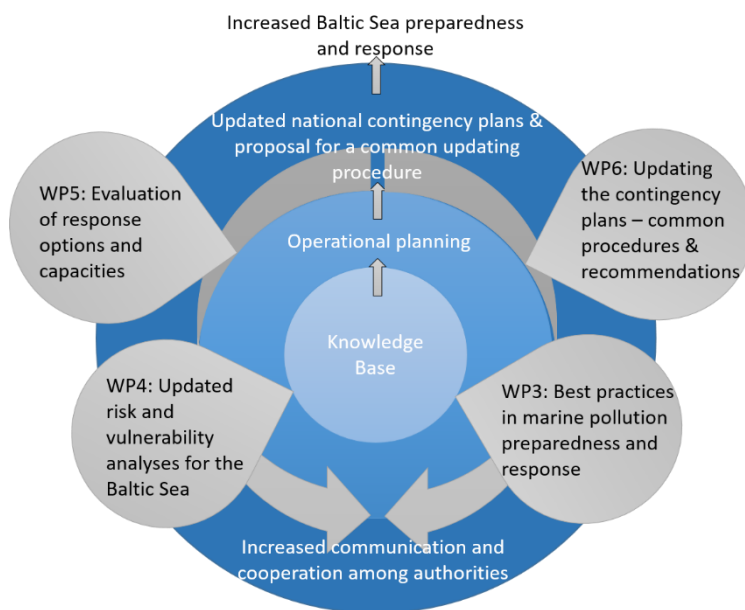 Increased Baltic Sea preparedness
and response
Updated national contingency plans &
proposal for a common updating
procedure
WP5: Evaluation
of response
options and
capacities
WP6: Updating
the contingency
plans – common
procedures &
recommendations
Operational planning
Knowledge
Base
WP4: Updated
risk and
vulnerability
analyses for the
Baltic Sea
WP3: Best practices
in marine pollution
preparedness and
response
Increased communication and
cooperation among authorities